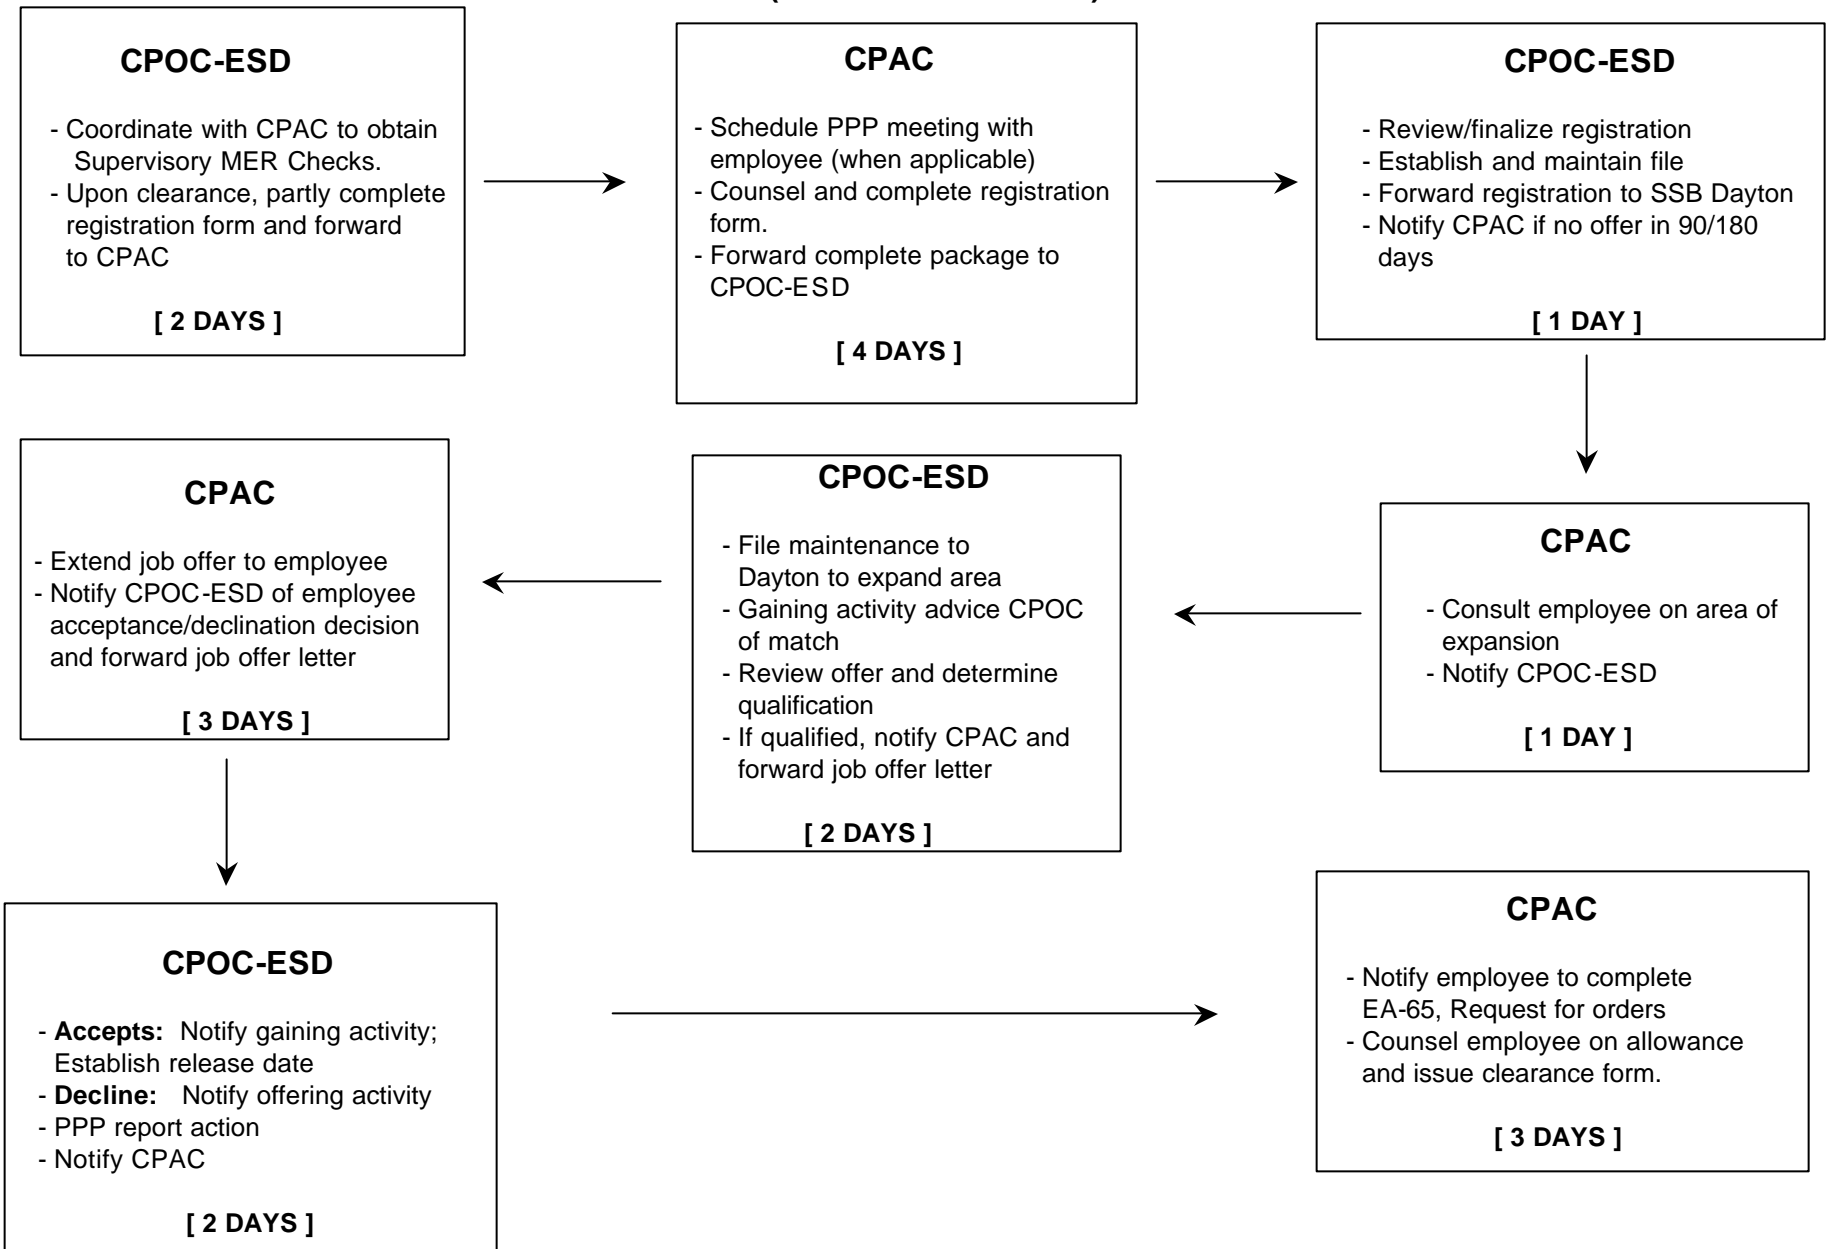 CPOC-ESD
- Coordinate with CPAC to obtain
Supervisory MER Checks.
- Upon clearance, partly complete
registration form and forward
to CPAC
[ 2 DAYS ]
CPAC
- Schedule PPP meeting with
employee (when applicable)
- Counsel and complete registration
form.
- Forward complete package to
CPOC-ESD
[ 4 DAYS ]
CPOC-ESD
- Review/finalize registration
- Establish and maintain file
- Forward registration to SSB Dayton
- Notify CPAC if no offer in 90/180
days
[ 1 DAY ]
CPAC
- Consult employee on area of
expansion
- Notify CPOC-ESD
[ 1 DAY ]
CPOC-ESD
- File maintenance to
Dayton to expand area
- Gaining activity advice CPOC
of match
- Review offer and determine
qualification
- If qualified, notify CPAC and
forward job offer letter
[ 2 DAYS ]
CPAC
- Extend job offer to employee
- Notify CPOC-ESD of employee
acceptance/declination decision
and forward job offer letter
[ 3 DAYS ]
CPOC-ESD
- Accepts: Notify gaining activity;
Establish release date
- Decline: Notify offering activity
- PPP report action
- Notify CPAC
[ 2 DAYS ]
CPAC
- Notify employee to complete
EA-65, Request for orders
- Counsel employee on allowance
and issue clearance form.
[ 3 DAYS ]